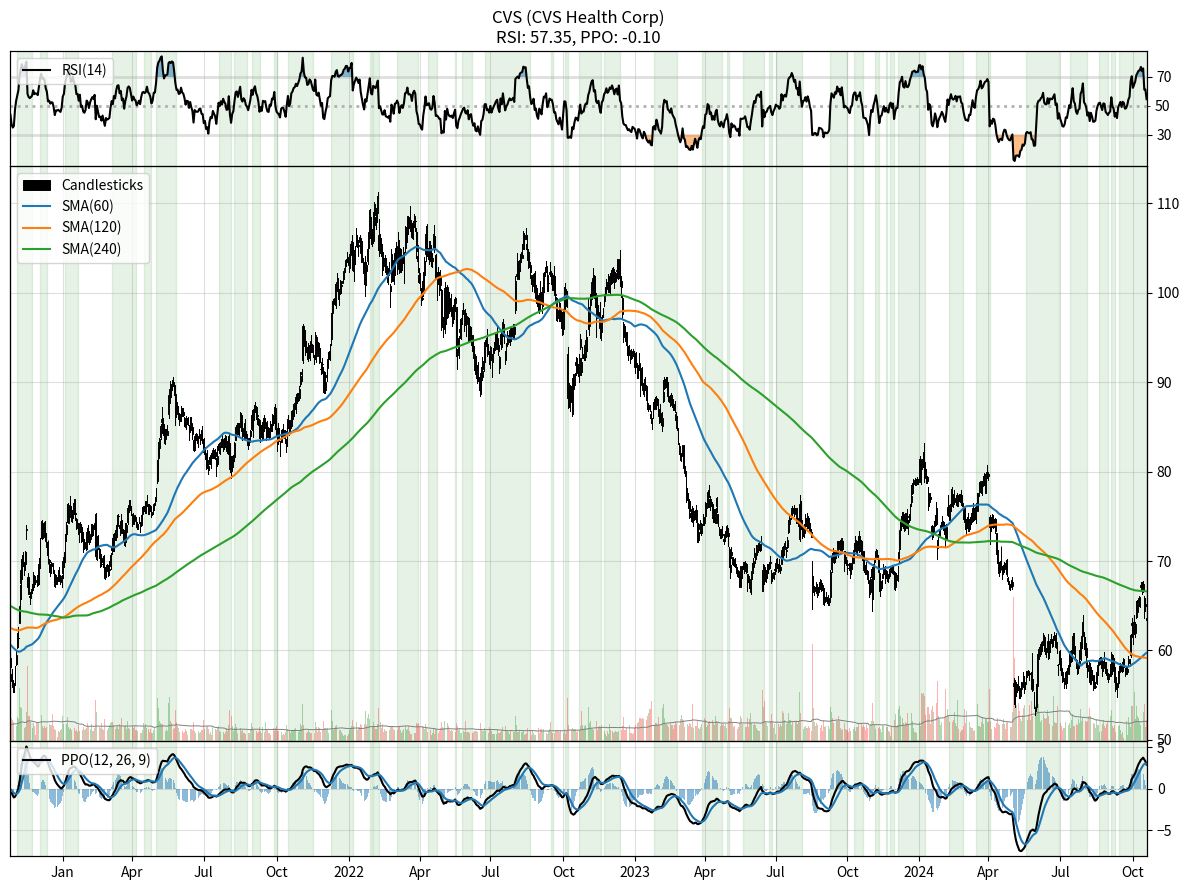 CVS (CVS Health Corp)
RSI: 57.35, PPO: -0.10
RSI(14)
70
50
30
Candlesticks
SMA(60)
SMA(120)
SMA(240)
110
100
90
80
70
60
50
PPO(12, 26, 9)
5
0
−5
Jan Apr Jul Oct 2022 Apr Jul Oct 2023 Apr Jul Oct 2024 Apr Jul Oct